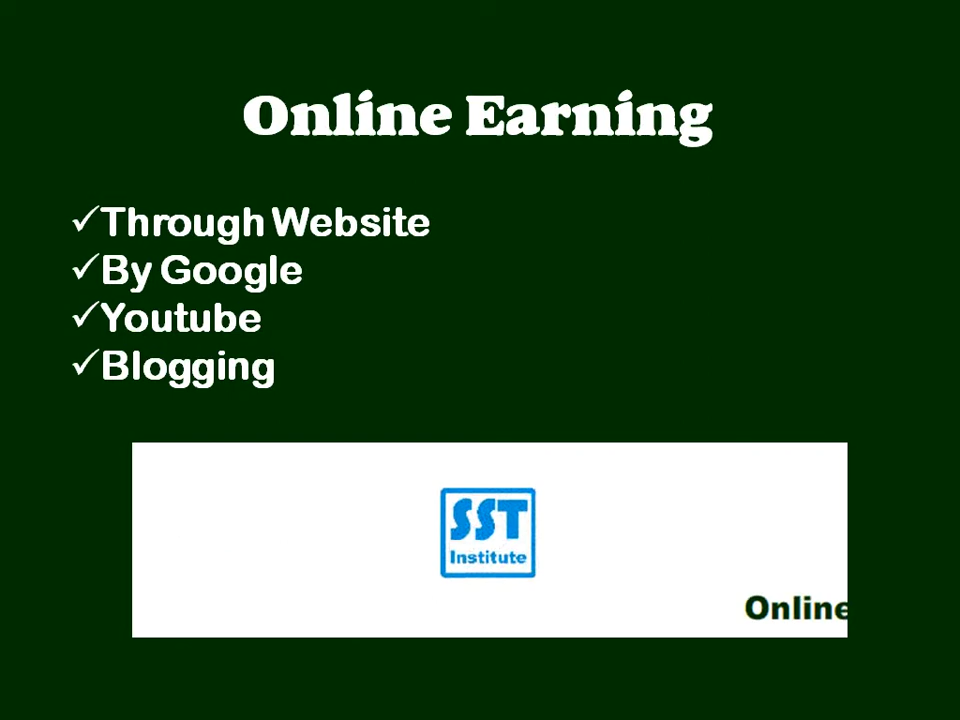 Online Earning
Through Website
By Google
Youtube
Blogging
SST
Institute
Online